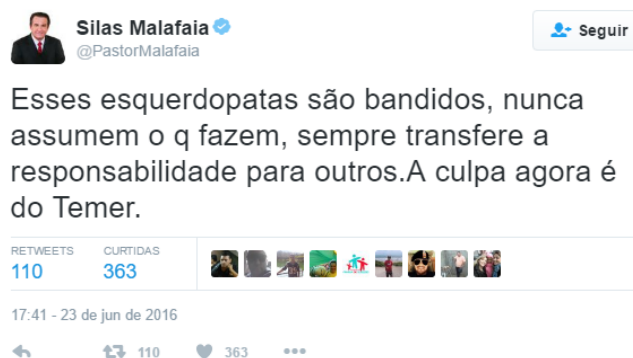 Silas Malafaia
Seguir
@PastorMalafaia
Esses esquerdopatas são bandidos, nunca
assumem o q fazem, sempre transfere a
responsabilidade para outros.A culpa agora é
do Temer.
RETWEETS CURTIDAS
110 363
17:41 - 23 de jun de 2016
110 363